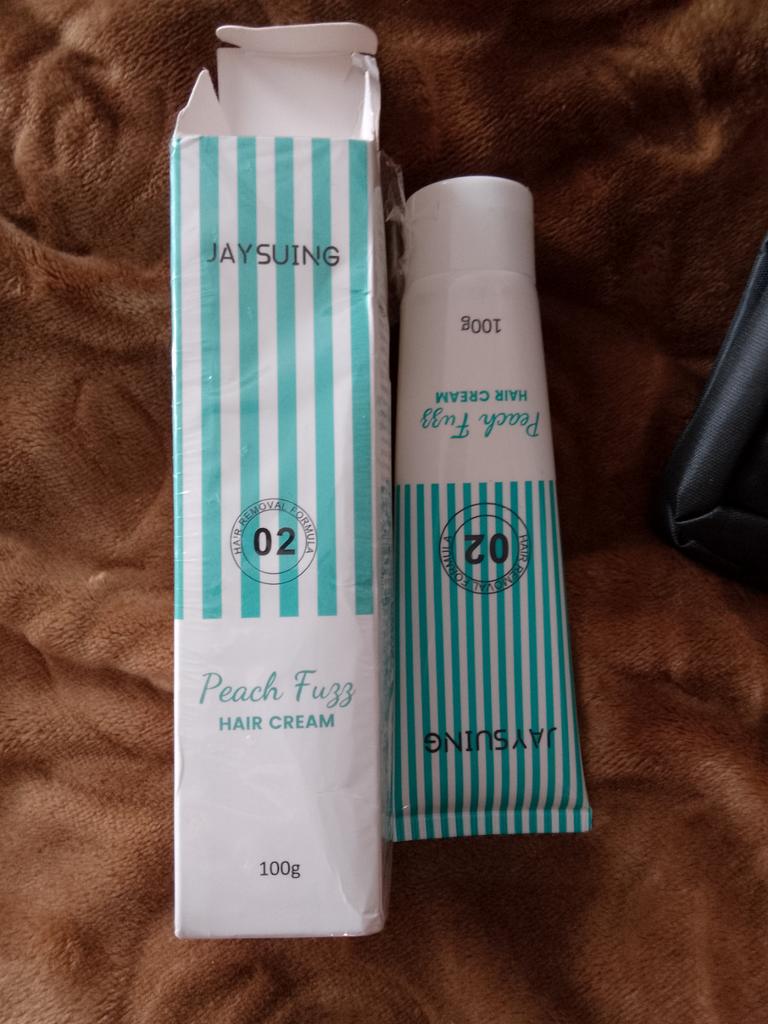 JAYSUING
HAIR REMOVAL FORMULA
02
Peach Fuzz
HAIR CREAM
100g
100g
Peach Fuzz
HAIR CREAM
HAIR REMOVAL FORMULA
02
JAYSUING